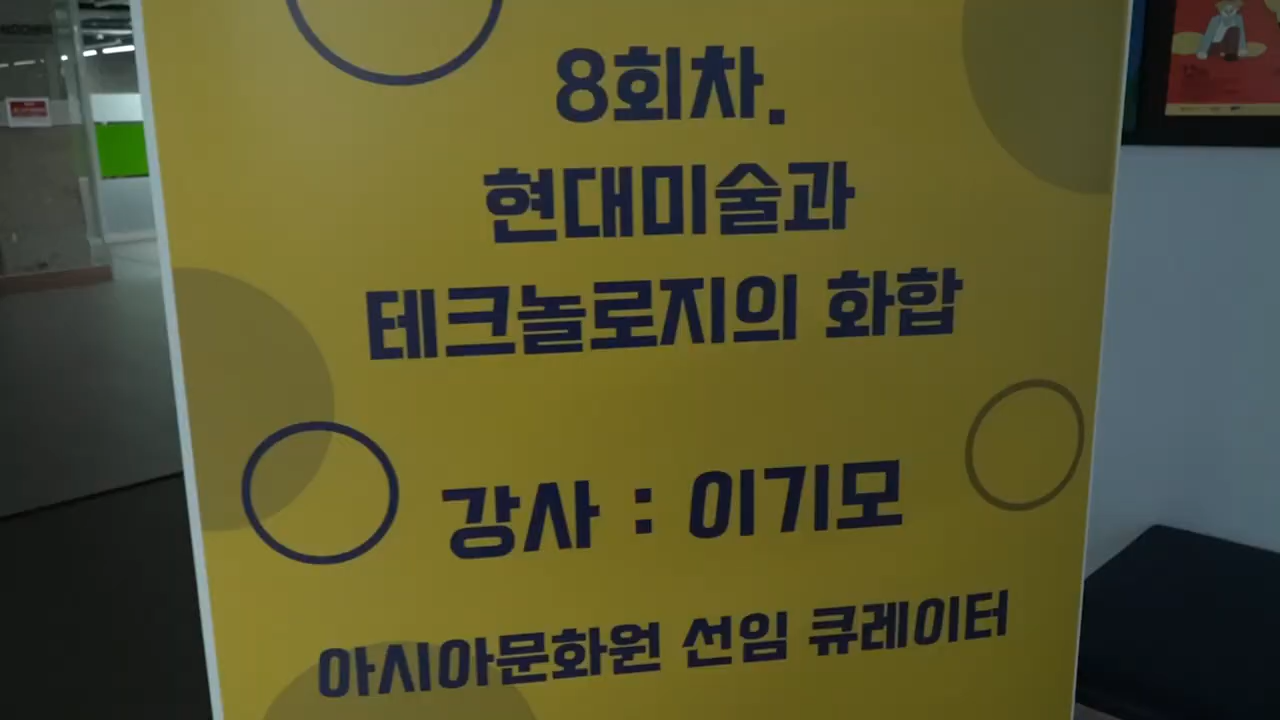 8회차.
현대미술과
테크놀로지의 화합
강사 : 이기모
아시아문화원 선임 큐레이터